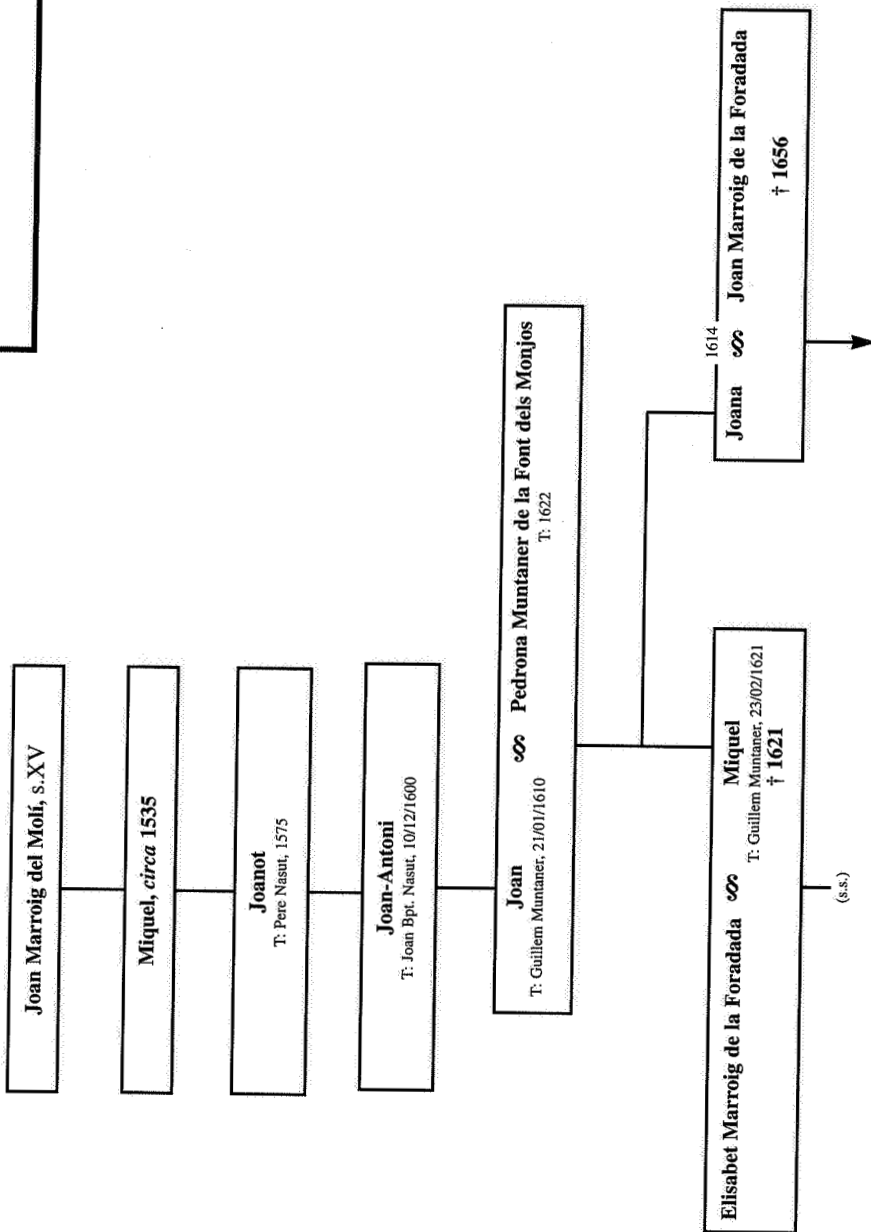 Joan Marroig del Molí, s.XV
Miquel, circa 1535
Joanot
T: Pere Nasut, 1575
Joan-Antoni
T: Joan Bpt. Nasut, 10/12/1600
Joan ∞ Pedrona Muntaner de la Font dels Monjos
T: Guillem Muntaner, 21/01/1610
T: 1622
Elisabet Marroig de la Foradada ∞ Miquel
T: Guillem Muntaner, 23/02/1621
† 1621
(s.s.)
1614
Joana ∞ Joan Marroig de la Foradada
† 1656